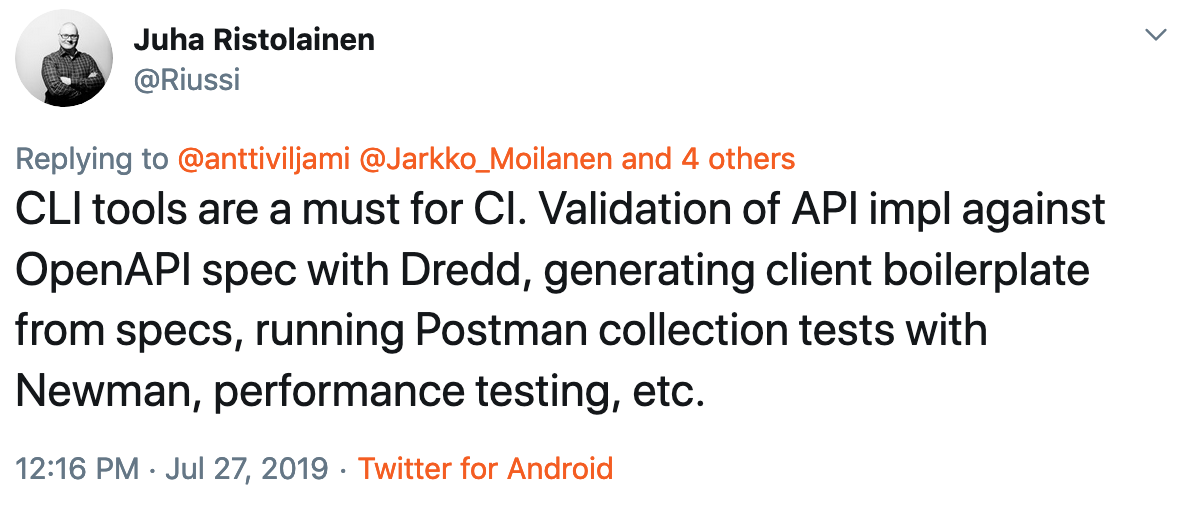 Juha Ristolainen
@Riussi
Replying to @anttiviljami @Jarkko_Moilanen and 4 others
CLI tools are a must for CI. Validation of API impl against
OpenAPI spec with Dredd, generating client boilerplate
from specs, running Postman collection tests with
Newman, performance testing, etc.
12:16 PM · Jul 27, 2019 · Twitter for Android